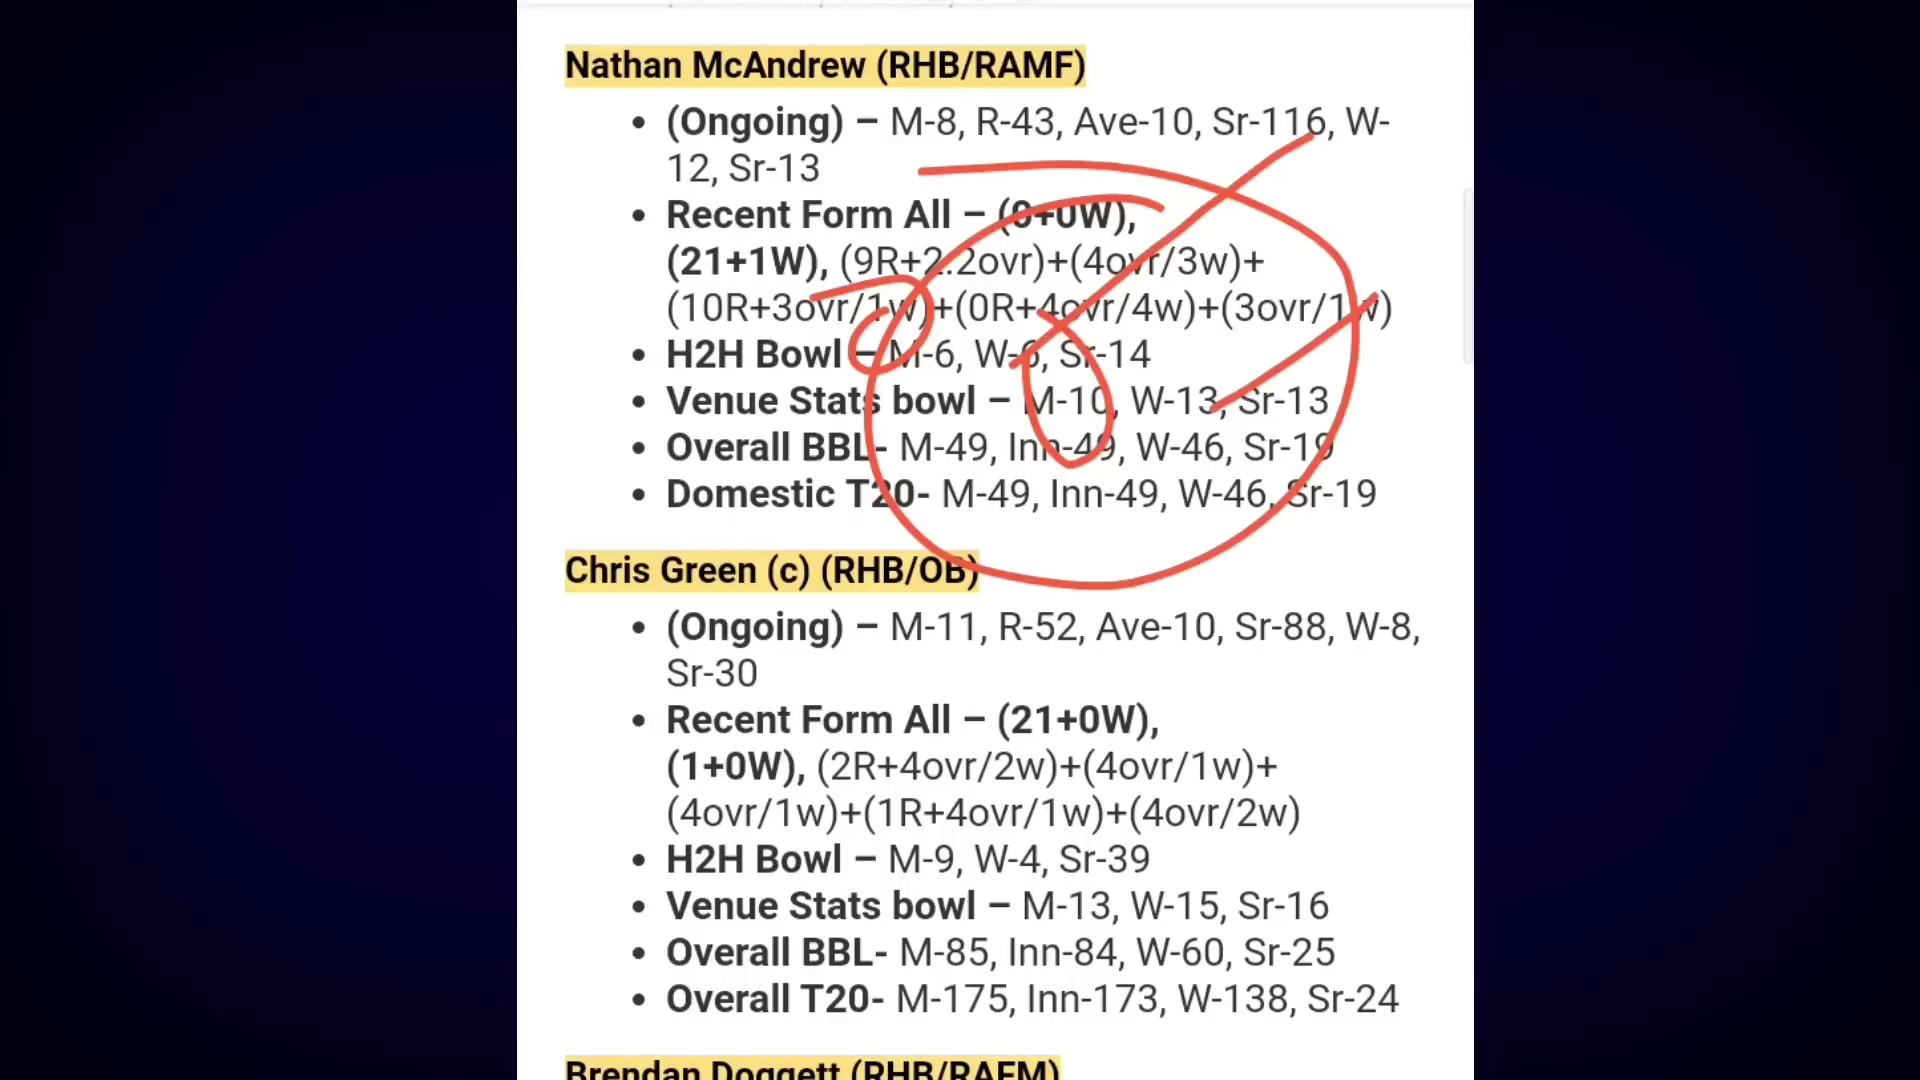 Nathan McAndrew (RHB/RAMF)
• (Ongoing) – M-8, R-43, Ave-10, Sr-116, W-
12, Sr-13
• Recent Form All – (9+0W),
(21+1W), (9R+2.2ovr)+(4ovr/3w)+
(10R+3ovr/1w)+(0R+4ovr/4w)+(3ovr/1w)
• H2H Bowl – M-6, W-6, Sr-14
• Venue Stats bowl – M-10, W-13, Sr-13
• Overall BBL- M-49, Inn-49, W-46, Sr-19
• Domestic T20- M-49, Inn-49, W-46, Sr-19
Chris Green (c) (RHB/OB)
• (Ongoing) – M-11, R-52, Ave-10, Sr-88, W-8,
Sr-30
• Recent Form All – (21+0W),
(1+0W), (2R+4ovr/2w)+(4ovr/1w)+
(4ovr/1w)+(1R+4ovr/1w)+(4ovr/2w)
• H2H Bowl – M-9, W-4, Sr-39
• Venue Stats bowl – M-13, W-15, Sr-16
• Overall BBL- M-85, Inn-84, W-60, Sr-25
• Overall T20- M-175, Inn-173, W-138, Sr-24
Brendan Doggett (RHB/RAFM)